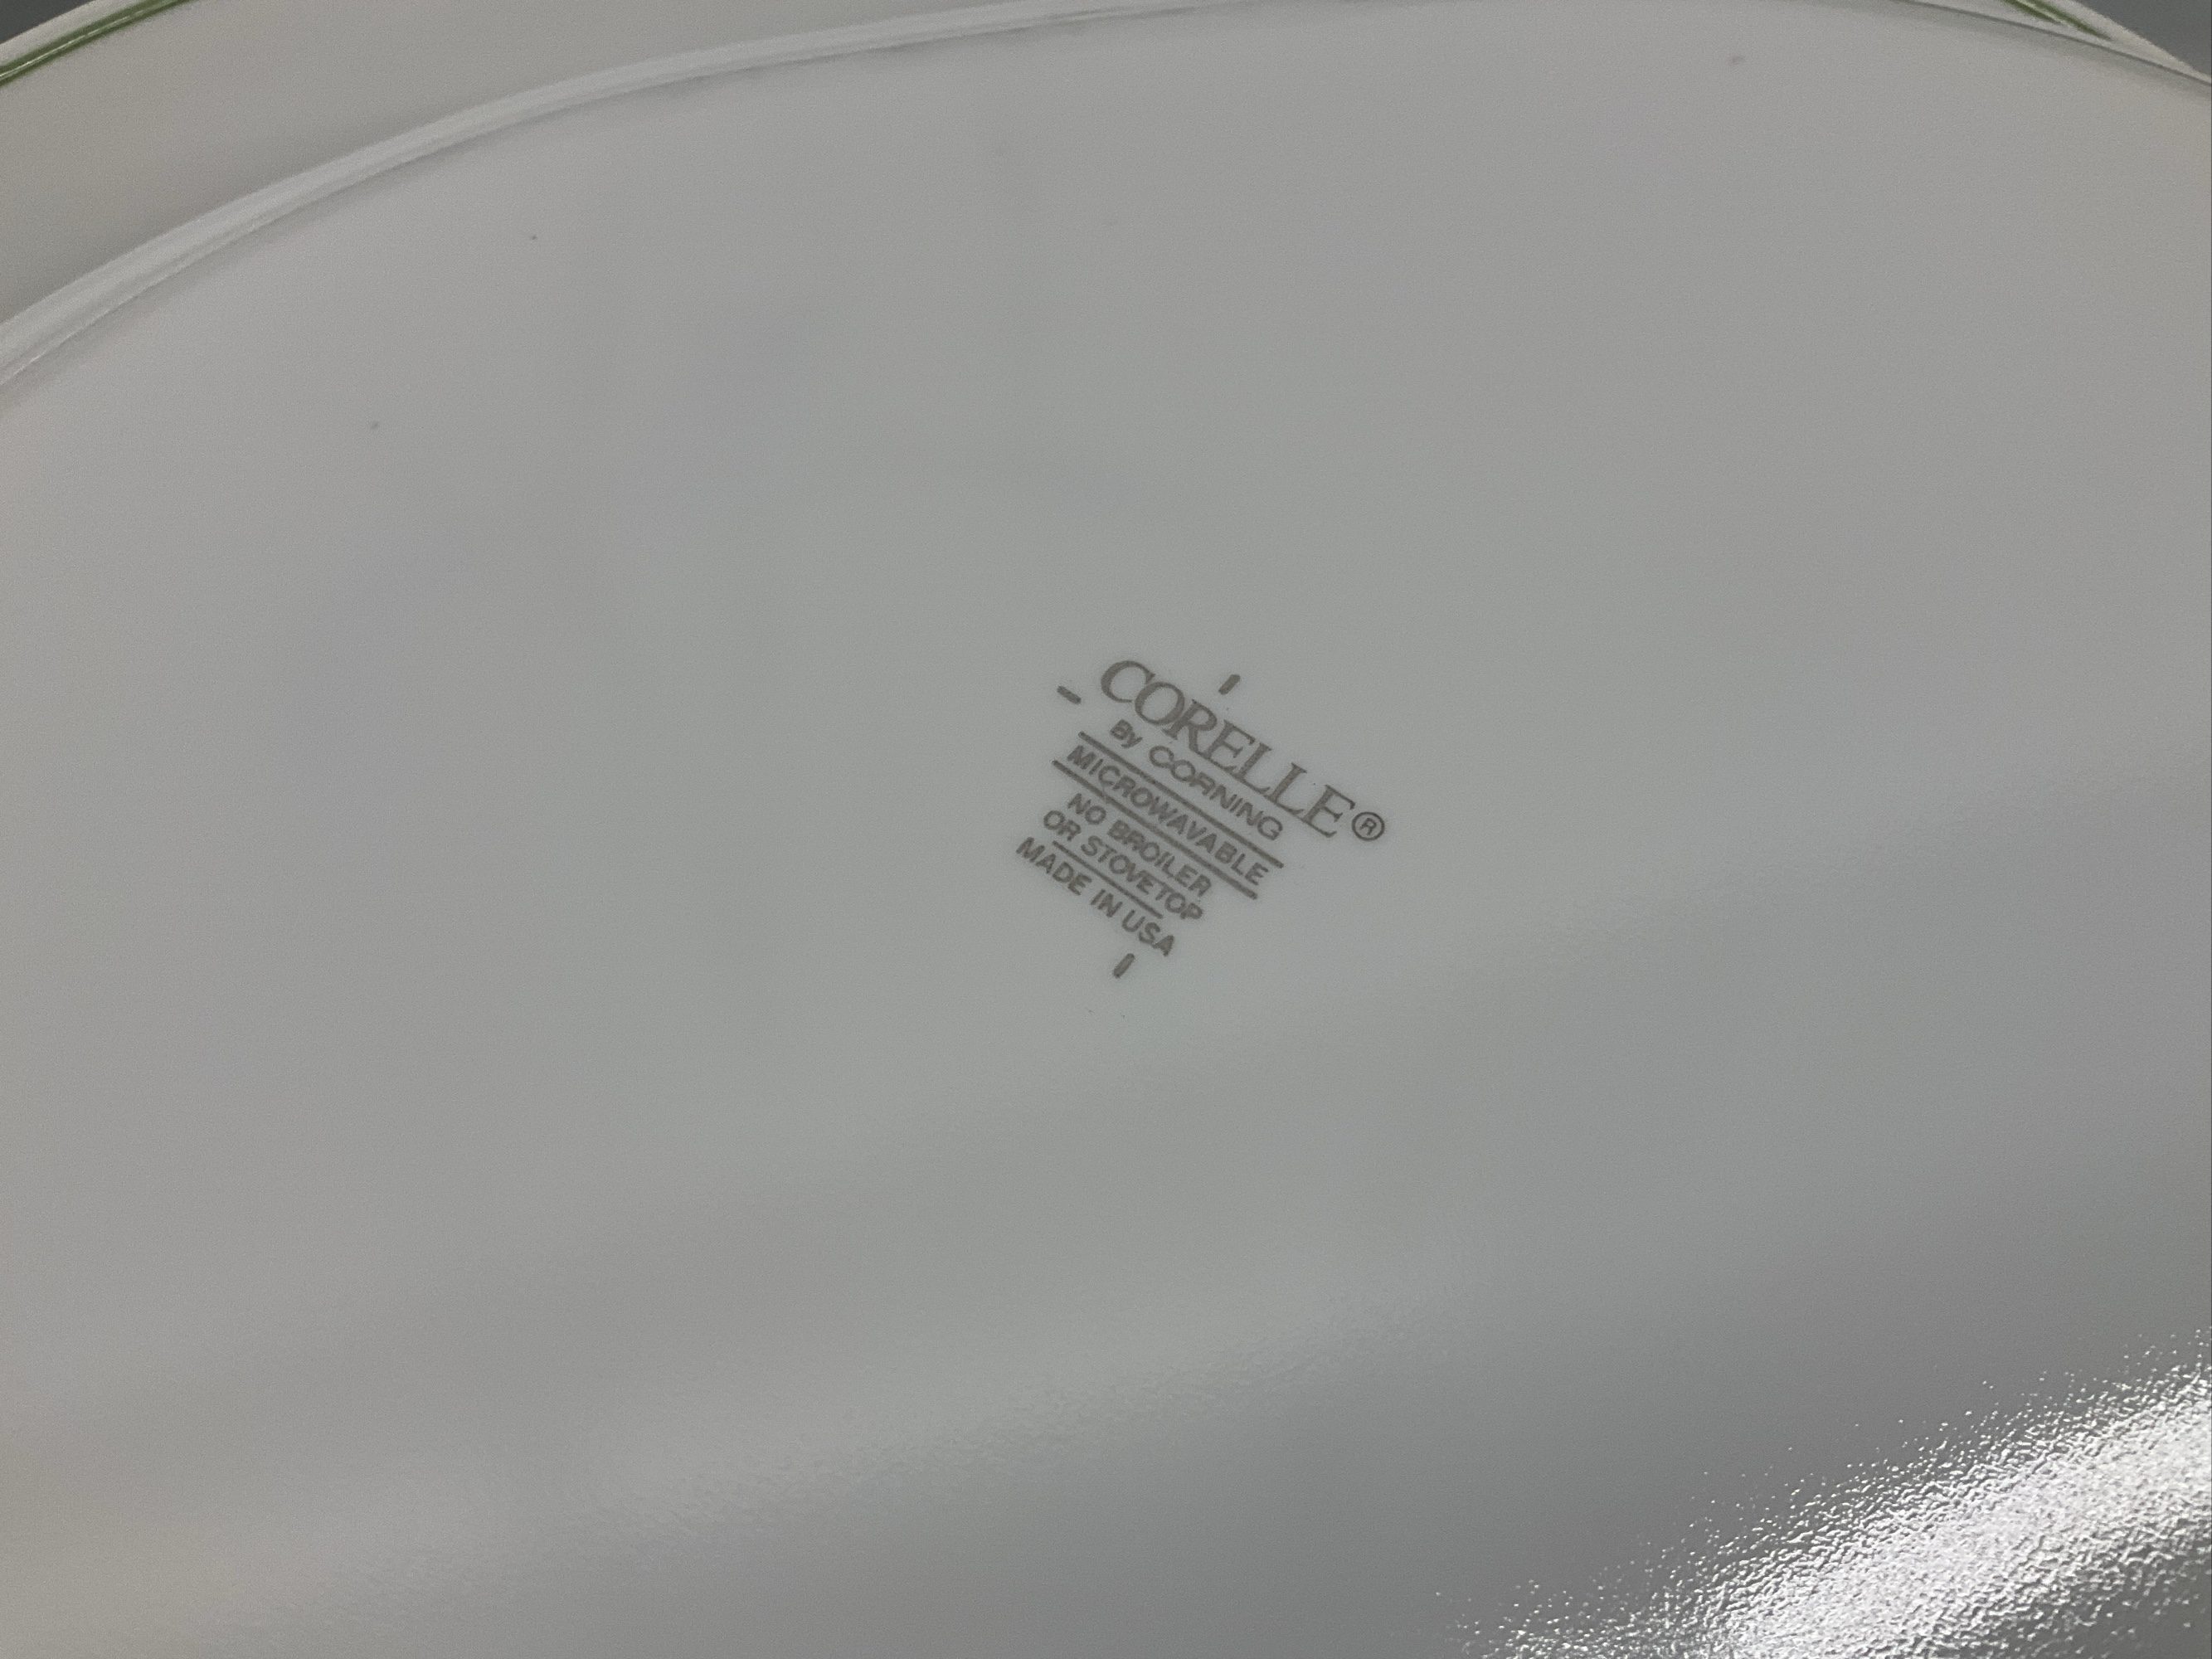 CORELLE®
By CORNING
MICROWAVABLE
NO BROILER
OR STOVETOP
MADE IN USA